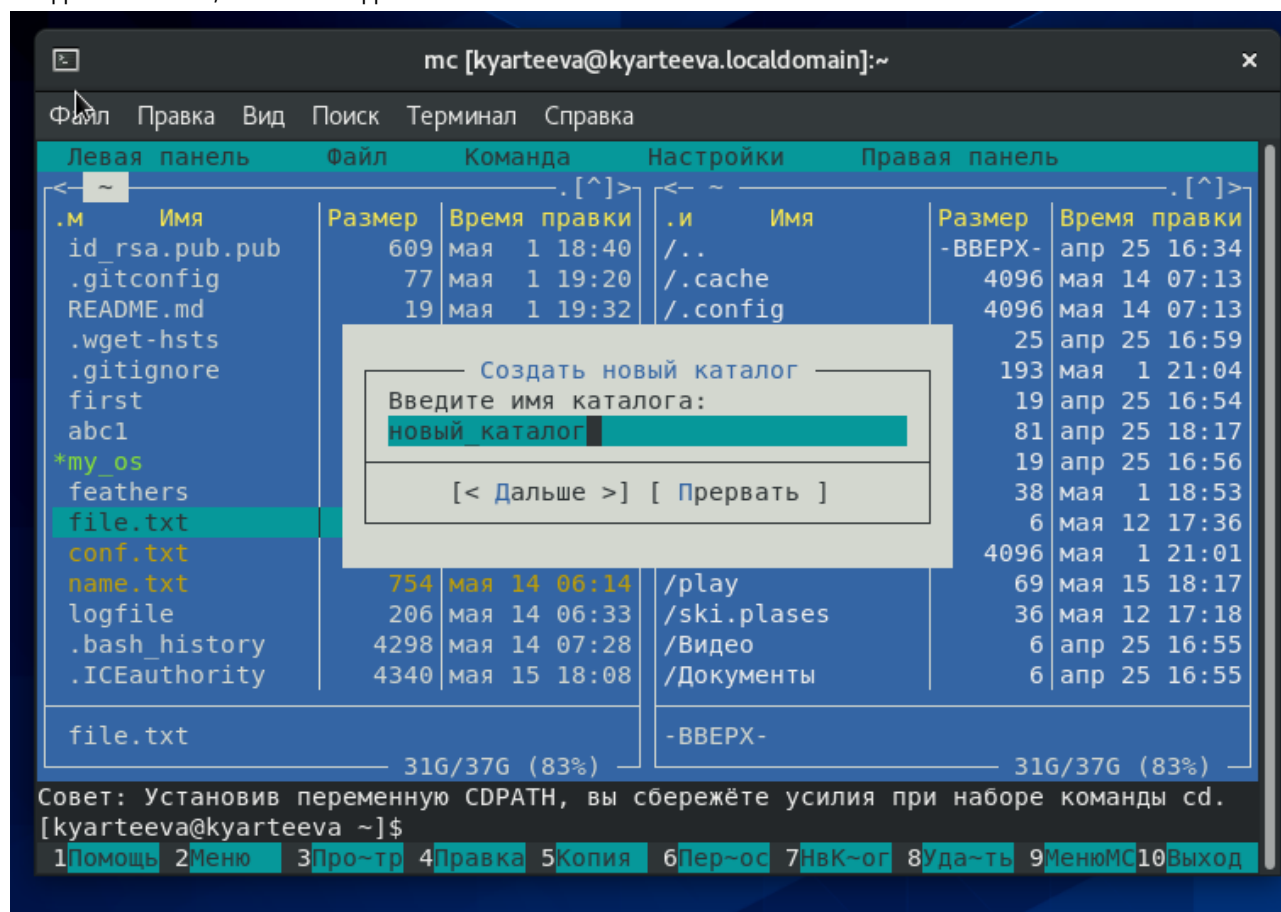 mc [kyarteeva@kyarteeva.localdomain]:~ ×
Файл Правка Вид Поиск Терминал Справка
Левая панель Файл Команда Настройки Правая панель
<— ~ .[^]> <— ~ .[^]>
.м Имя Размер Время правки .и Имя Размер Время правки
id_rsa.pub.pub 609 мая 1 18:40 /.. -ВВЕРХ- апр 25 16:34
.gitconfig 77 мая 1 19:20 /.cache 4096 мая 14 07:13
README.md 19 мая 1 19:32 /.config 4096 мая 14 07:13
.wget-hsts 25 апр 25 16:59
.gitignore Создать новый каталог 193 мая 1 21:04
first Введите имя каталога: 19 апр 25 16:54
abc1 новый_каталог 81 апр 25 18:17
*my_os 19 апр 25 16:56
feathers [< Дальше >] [ Прервать ] 38 мая 1 18:53
file.txt 6 мая 12 17:36
conf.txt 4096 мая 1 21:01
name.txt 754 мая 14 06:14 /play 69 мая 15 18:17
logfile 206 мая 14 06:33 /ski.plases 36 мая 12 17:18
.bash_history 4298 мая 14 07:28 /Видео 6 апр 25 16:55
.ICEauthority 4340 мая 15 18:08 /Документы 6 апр 25 16:55
file.txt -ВВЕРХ-
31G/37G (83%) 31G/37G (83%)
Совет: Установив переменную CDPATH, вы сбережёте усилия при наборе команды cd.
[kyarteeva@kyarteeva ~]$
1Помощь 2Меню 3Про~тр 4Правка 5Копия 6Пер~ос 7НвК~ог 8Уда~ть 9МенюМС10Выход